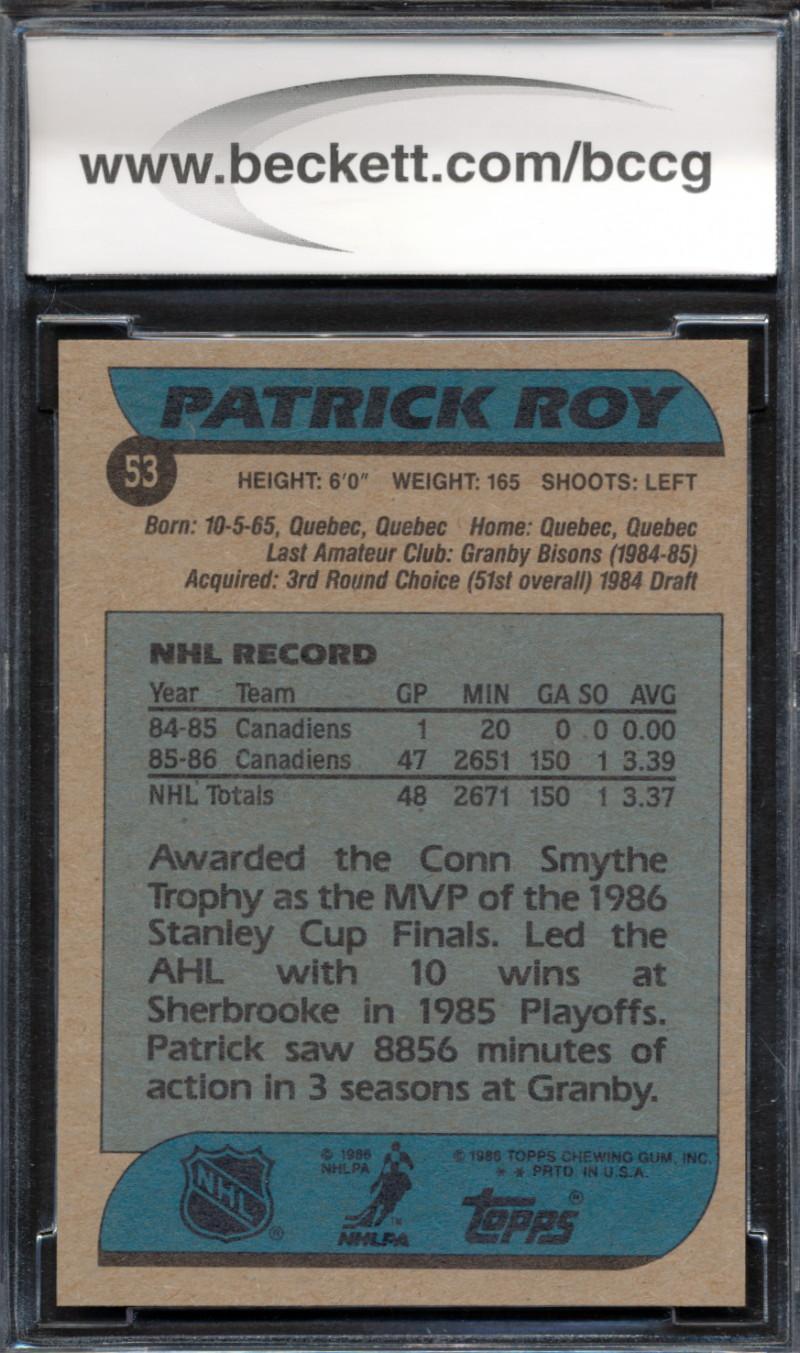 www.beckett.com/bccg
PATRICK ROY
53
HEIGHT: 6'0" WEIGHT: 165 SHOOTS: LEFT
Born: 10-5-65, Quebec, Quebec Home: Quebec, Quebec
Last Amateur Club: Granby Bisons (1984-85)
Acquired: 3rd Round Choice (51st overall) 1984 Draft
NHL RECORD
Year Team GP MIN GA SO AVG
84-85 Canadiens 1 20 0 0 0.00
85-86 Canadiens 47 2651 150 1 3.39
NHL Totals 48 2671 150 1 3.37
Awarded the Conn Smythe
Trophy as the MVP of the 1986
Stanley Cup Finals. Led the
AHL with 10 wins at
Sherbrooke in 1985 Playoffs.
Patrick saw 8856 minutes of
action in 3 seasons at Granby.
NHL ®
© 1986
NHLPA
™
NHLPA
© 1986 TOPPS CHEWING GUM, INC.
* * PRTD. IN U.S.A.
topps ®